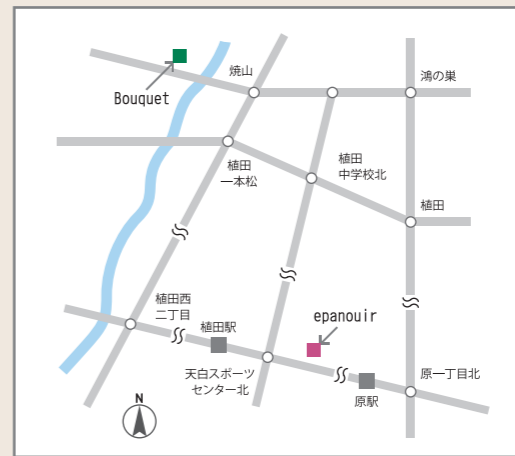 焼山
鴻の巣
Bouquet
植田
一本松
植田
中学校北
植田
植田西
二丁目
植田駅
epanouir
天白スポーツ
センター北
原駅
原一丁目北
N